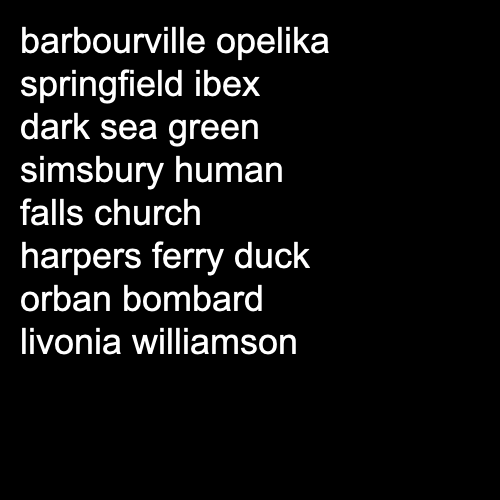 barbourville opelika
springfield ibex
dark sea green
simsbury human
falls church
harpers ferry duck
orban bombard
livonia williamson